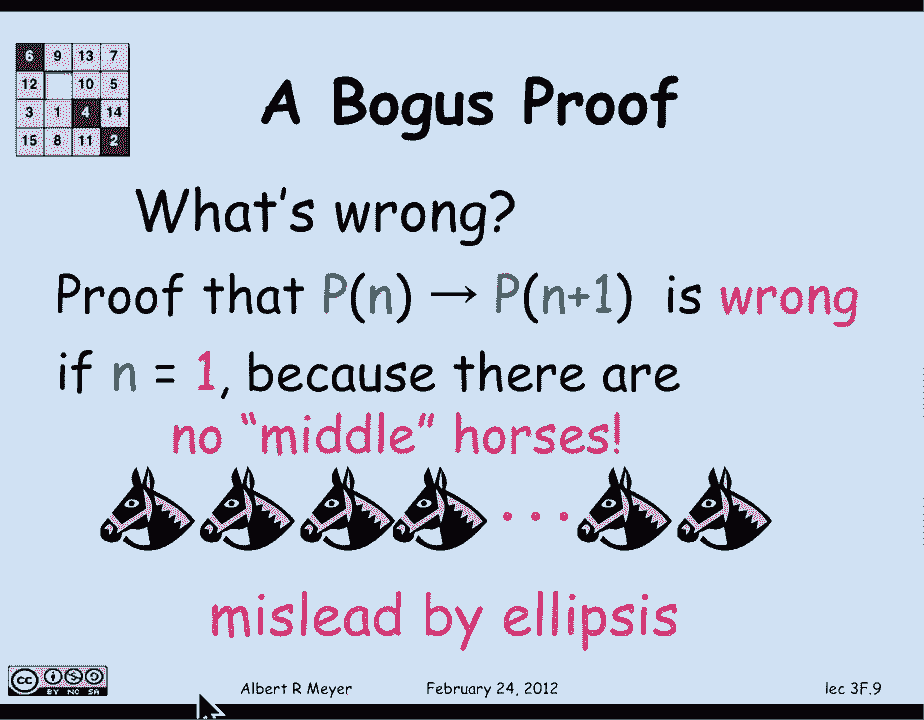 6 9 13 7
12 10 5
3 1 4 14
15 8 11 2
A Bogus Proof
What's wrong?
Proof that P(n) → P(n+1) is wrong
if n = 1, because there are
no “middle” horses!
...
mislead by ellipsis
cc BY NC SA
Albert R Meyer February 24, 2012 lec 3F.9